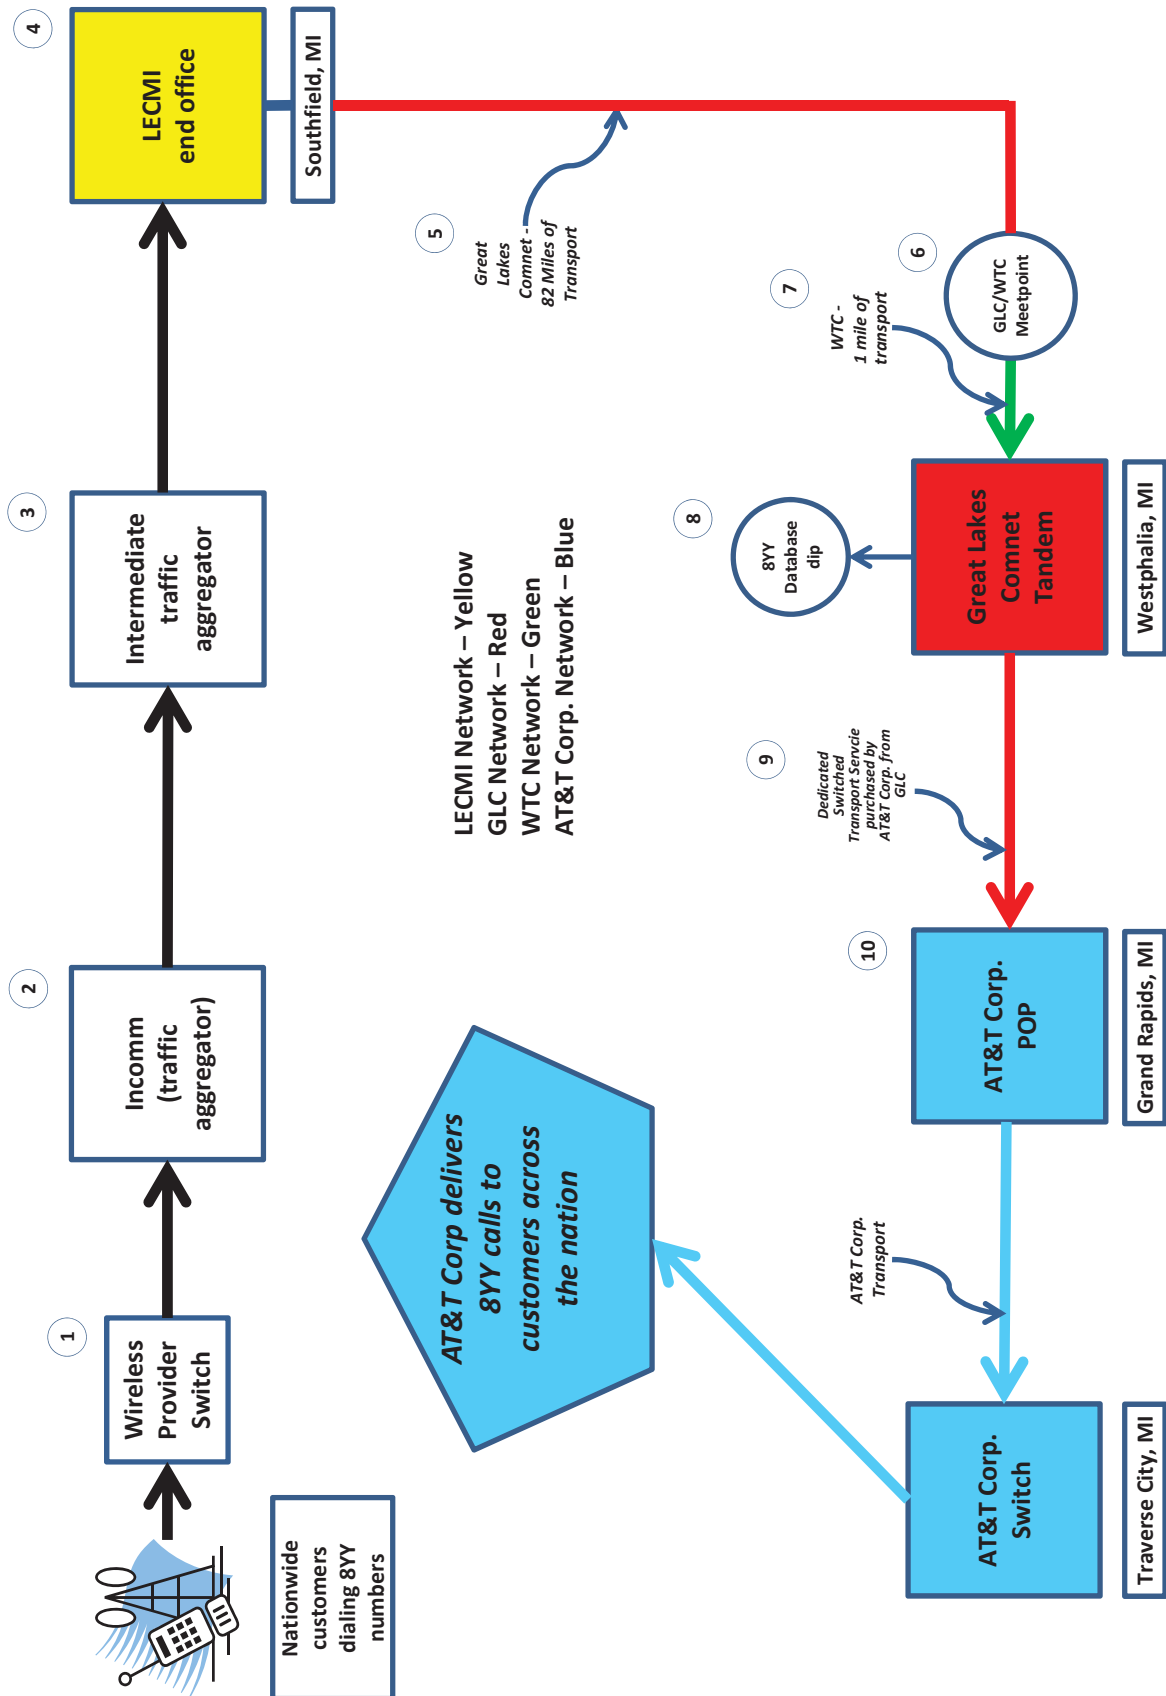 1
2
3
4
Wireless
Provider
Switch
Incomm
(traffic
aggregator)
Intermediate
traffic
aggregator
LECMI
end office
Southfield, MI
Nationwide
customers
dialing 8YY
numbers
5
Great
Lakes
Comnet -
82 Miles of
Transport
LECMI Network – Yellow
GLC Network – Red
WTC Network – Green
AT&T Corp. Network – Blue
AT&T Corp delivers
8YY calls to
customers across
the nation
6
GLC/WTC
Meetpoint
7
WTC -
1 mile of
transport
8
8YY
Database
dip
Great Lakes
Comnet
Tandem
Westphalia, MI
9
Dedicated
Switched
Transport Servcie
purchased by
AT&T Corp. from
GLC
10
AT&T Corp.
POP
Grand Rapids, MI
AT&T Corp.
Transport
AT&T Corp.
Switch
Traverse City, MI